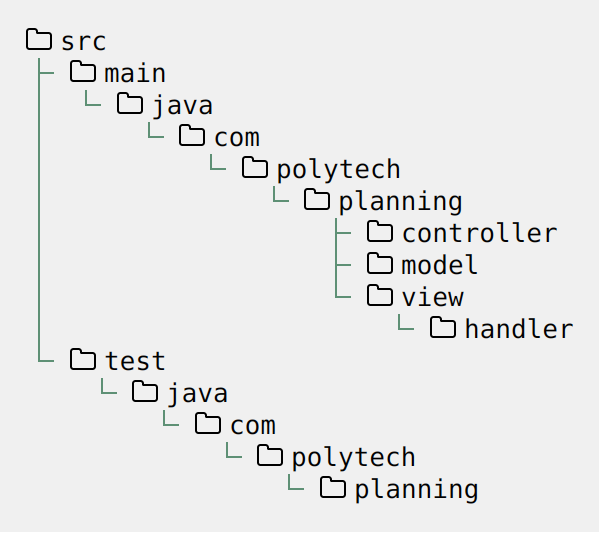 src
main
java
com
polytech
planning
controller
model
view
handler
test
java
com
polytech
planning